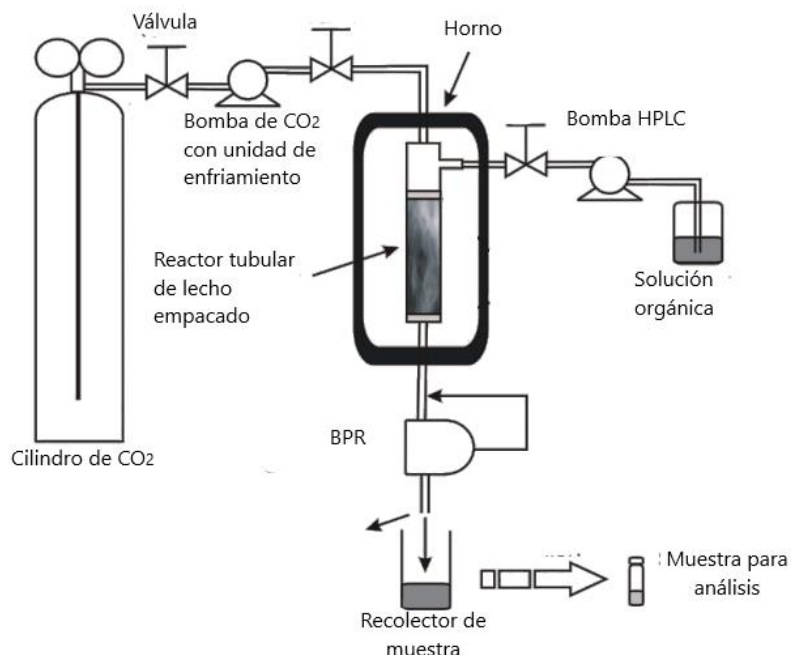 Válvula
Horno
Bomba de CO2
con unidad de
enfriamiento
Bomba HPLC
Reactor tubular
de lecho
empacado
Solución
orgánica
BPR
Cilindro de CO2
Muestra para
análisis
Recolector de
muestra